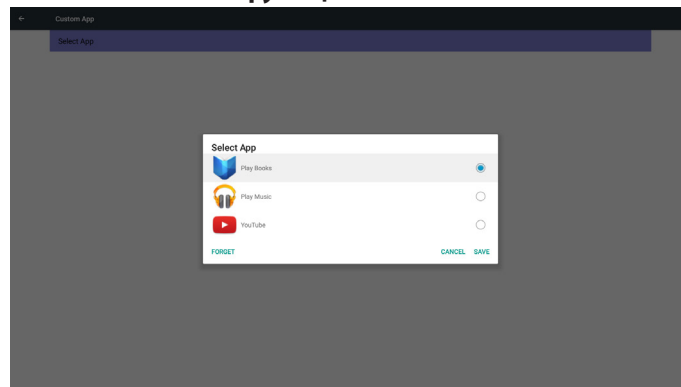 ← Custom App
Select App
Select App
Play Books
Play Music
YouTube
FORGET CANCEL SAVE